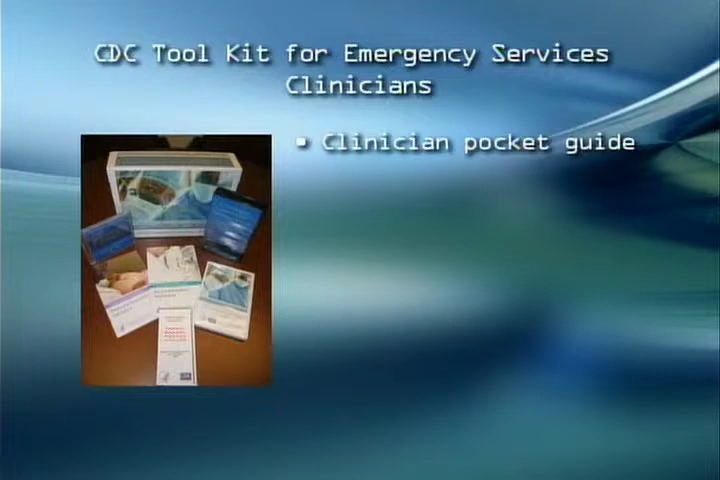 CDC Tool Kit for Emergency Services
Clinicians
▪ Clinician pocket guide